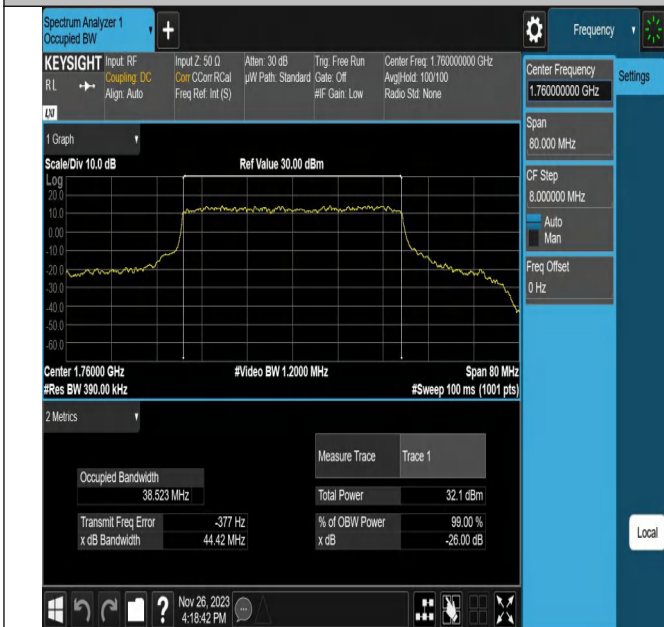 Spectrum Analyzer 1
Occupied BW
Frequency
KEYSIGHT
RL
LXI
Input: RF
Coupling: DC
Align: Auto
Input Z: 50 Ω
Corr CCorr RCal
Freq Ref: Int (S)
Atten: 30 dB
µW Path: Standard
Trig: Free Run
Gate: Off
#IF Gain: Low
Center Freq: 1.760000000 GHz
Avg|Hold: 100/100
Radio Std: None
Center Frequency
1.760000000 GHz
Settings
Span
80.000 MHz
CF Step
8.000000 MHz
Auto
Man
Freq Offset
0 Hz
1 Graph
Scale/Div 10.0 dB
Ref Value 30.00 dBm
Log
20.0
10.0
0.00
-10.0
-20.0
-30.0
-40.0
-50.0
-60.0
Center 1.76000 GHz
#Video BW 1.2000 MHz
Span 80 MHz
#Res BW 390.00 kHz
#Sweep 100 ms (1001 pts)
2 Metrics
Measure Trace
Trace 1
Occupied Bandwidth
38.523 MHz
Total Power
32.1 dBm
Transmit Freq Error
-377 Hz
% of OBW Power
99.00 %
x dB Bandwidth
44.42 MHz
x dB
-26.00 dB
Local
?
Nov 26, 2023
4:18:42 PM